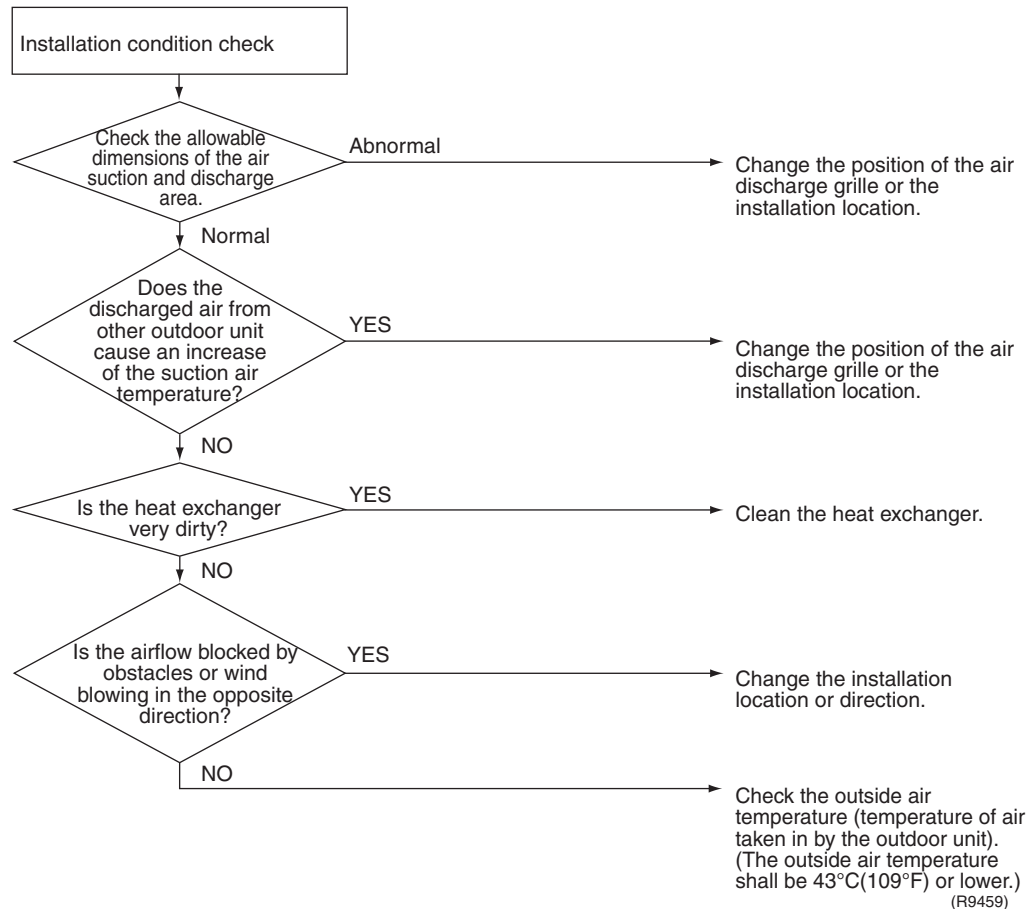 Installation condition check
Check the allowable
dimensions of the air
suction and discharge
area.
Abnormal
Change the position of the air
discharge grille or the
installation location.
Normal
Does the
discharged air from
other outdoor unit
cause an increase
of the suction air
temperature?
YES
Change the position of the air
discharge grille or the
installation location.
NO
Is the heat exchanger
very dirty?
YES
Clean the heat exchanger.
NO
Is the airflow blocked by
obstacles or wind
blowing in the opposite
direction?
YES
Change the installation
location or direction.
NO
Check the outside air
temperature (temperature of air
taken in by the outdoor unit).
(The outside air temperature
shall be 43°C(109°F) or lower.)
(R9459)